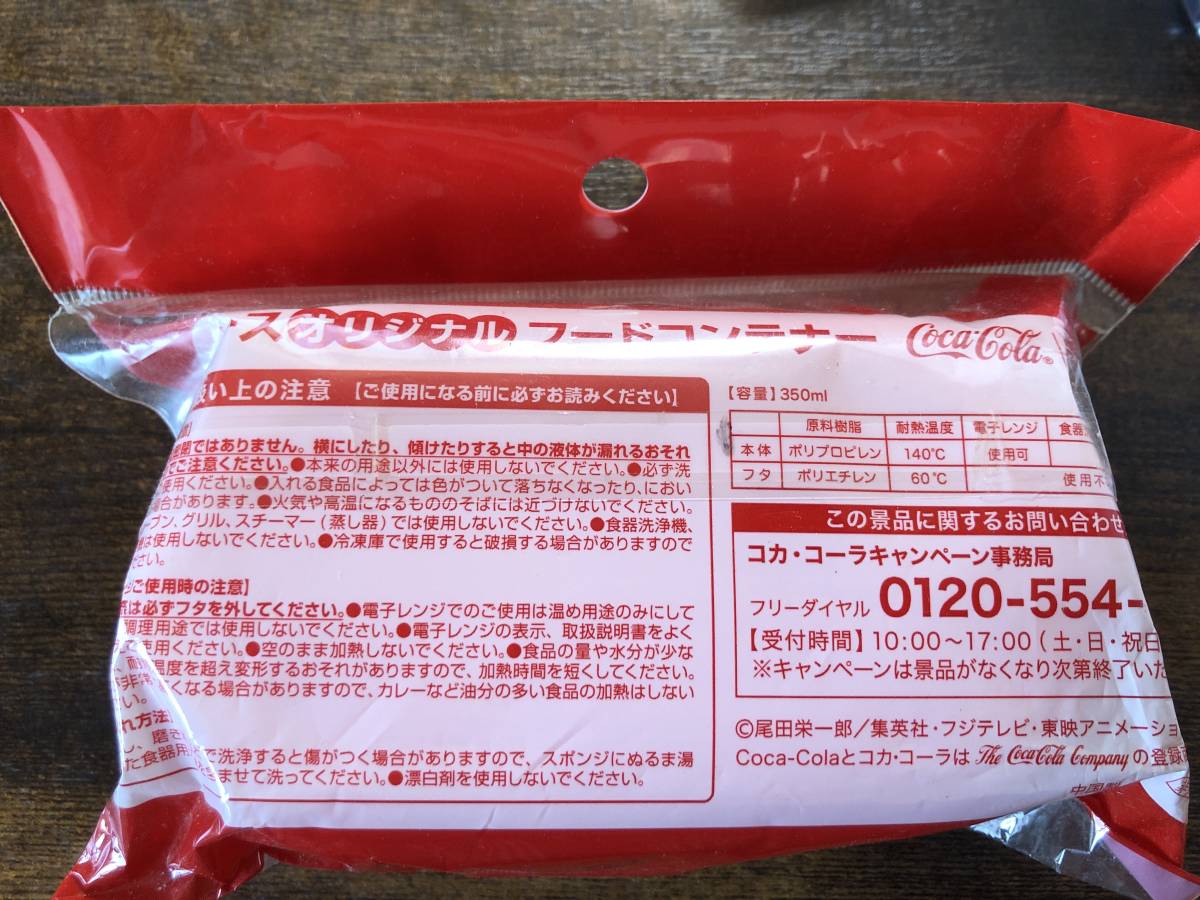 ス オリジナル フードコンテナー Coca-Cola®
扱い上の注意 【ご使用になる前に必ずお読みください】
閉ではありません。横にしたり、傾けたりすると中の液体が漏れるおそれ
でご注意ください。●本来の用途以外には使用しないでください。●必ず洗
使用ください。●入れる食品によっては色がついて落ちなくなったり、におい
場合があります。●火気や高温になるもののそばには近づけないでください。
ーブン、グリル、スチーマー(蒸し器)では使用しないでください。●食器洗浄機、
は使用しないでください。●冷凍庫で使用すると破損する場合がありますので
さい。
ご使用時の注意】
は必ずフタを外してください。●電子レンジでのご使用は温め用途のみにして
調理用途では使用しないでください。●電子レンジの表示、取扱説明書をよく
用ください。●空のまま加熱しないでください。●食品の量や水分が少な
温度を超え変形するおそれがありますので、加熱時間を短くしてください。
非常 くなる場合がありますので、カレーなど油分の多い食品の加熱はしない
い。
れ方法
し、磨き で洗浄すると傷がつく場合がありますので、スポンジにぬるま湯
た食器用 ませて洗ってください。●漂白剤を使用しないでください。
【容量】350ml
原料樹脂 耐熱温度 電子レンジ 食器
本体 ポリプロピレン 140℃ 使用可
フタ ポリエチレン 60℃ 使用不
この景品に関するお問い合わせ
コカ・コーラキャンペーン事務局
フリーダイヤル 0120-554-
【受付時間】10:00〜17:00(土・日・祝日
※キャンペーンは景品がなくなり次第終了いた
©尾田栄一郎/集英社・フジテレビ・東映アニメーショ
Coca-Colaとコカ・コーラは The Coca-Cola Company の登録商
中国製